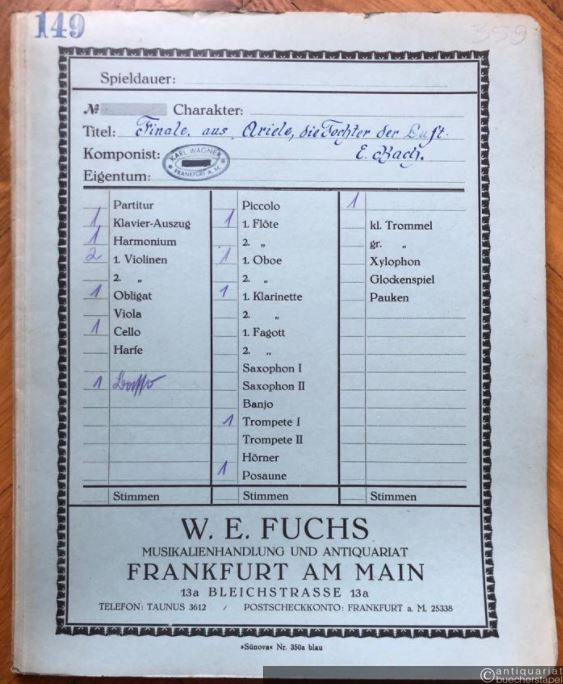 149
359
Spieldauer:
№ Charakter:
Titel: Finale, aus Ariele, die Tochter der Luft.
Komponist: E. Bach.
KARL WAGNER
FRANKFURT A. M.
Eigentum:
Partitur
1 Klavier-Auszug
1 Harmonium
2 1. Violinen
2. „
1 Obligat
Viola
1 Cello
Harfe
1 Basso
Stimmen
Piccolo
1 1. Flöte
2. „
1 1. Oboe
2. „
1 1. Klarinette
2. „
1. Fagott
2. „
Saxophon I
Saxophon II
Banjo
1 Trompete I
Trompete II
Hörner
1 Posaune
Stimmen
1
kl. Trommel
gr. „
Xylophon
Glockenspiel
Pauken
Stimmen
W. E. FUCHS
MUSIKALIENHANDLUNG UND ANTIQUARIAT
FRANKFURT AM MAIN
13a BLEICHSTRASSE 13a
TELEFON: TAUNUS 3612 / POSTSCHECKKONTO: FRANKFURT a. M. 25338
»Sünova« Nr. 350a blau
©antiquariat
buecherstapel